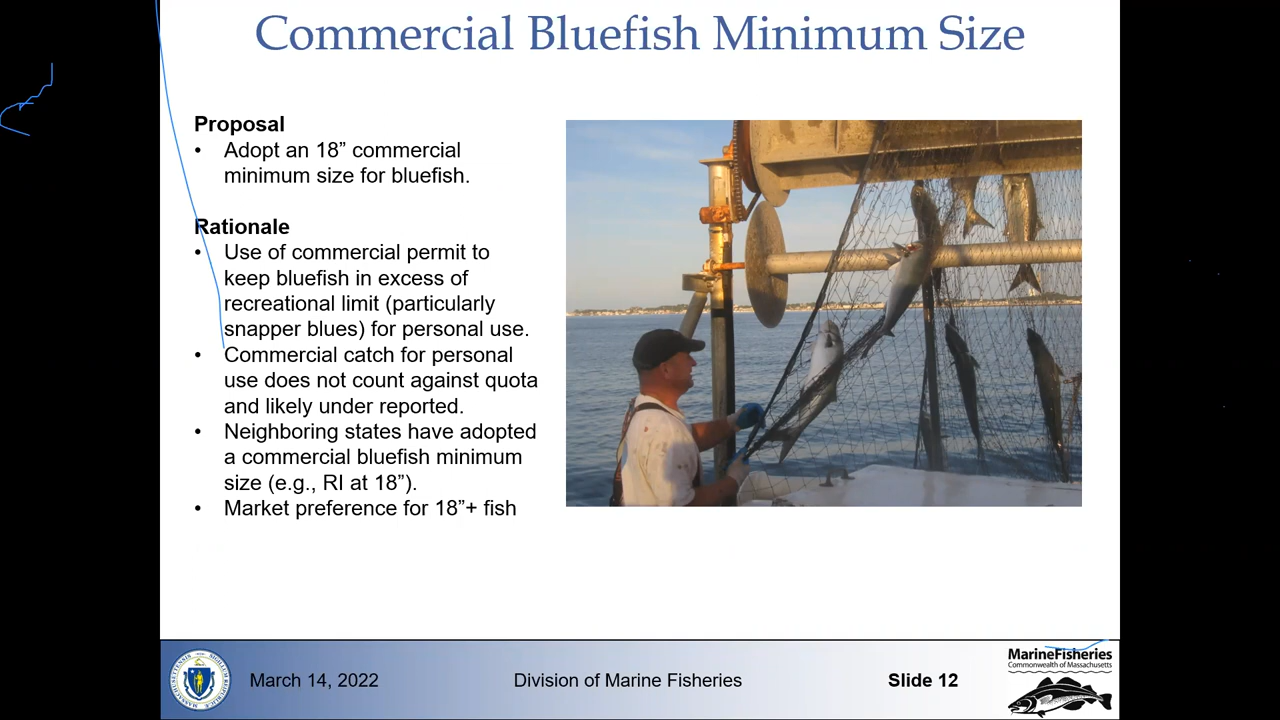 Commercial Bluefish Minimum Size
Proposal
• Adopt an 18” commercial
minimum size for bluefish.
Rationale
• Use of commercial permit to
keep bluefish in excess of
recreational limit (particularly
snapper blues) for personal use.
• Commercial catch for personal
use does not count against quota
and likely under reported.
• Neighboring states have adopted
a commercial bluefish minimum
size (e.g., RI at 18”).
• Market preference for 18”+ fish
March 14, 2022
Division of Marine Fisheries
Slide 12
MarineFisheries
Commonwealth of Massachusetts